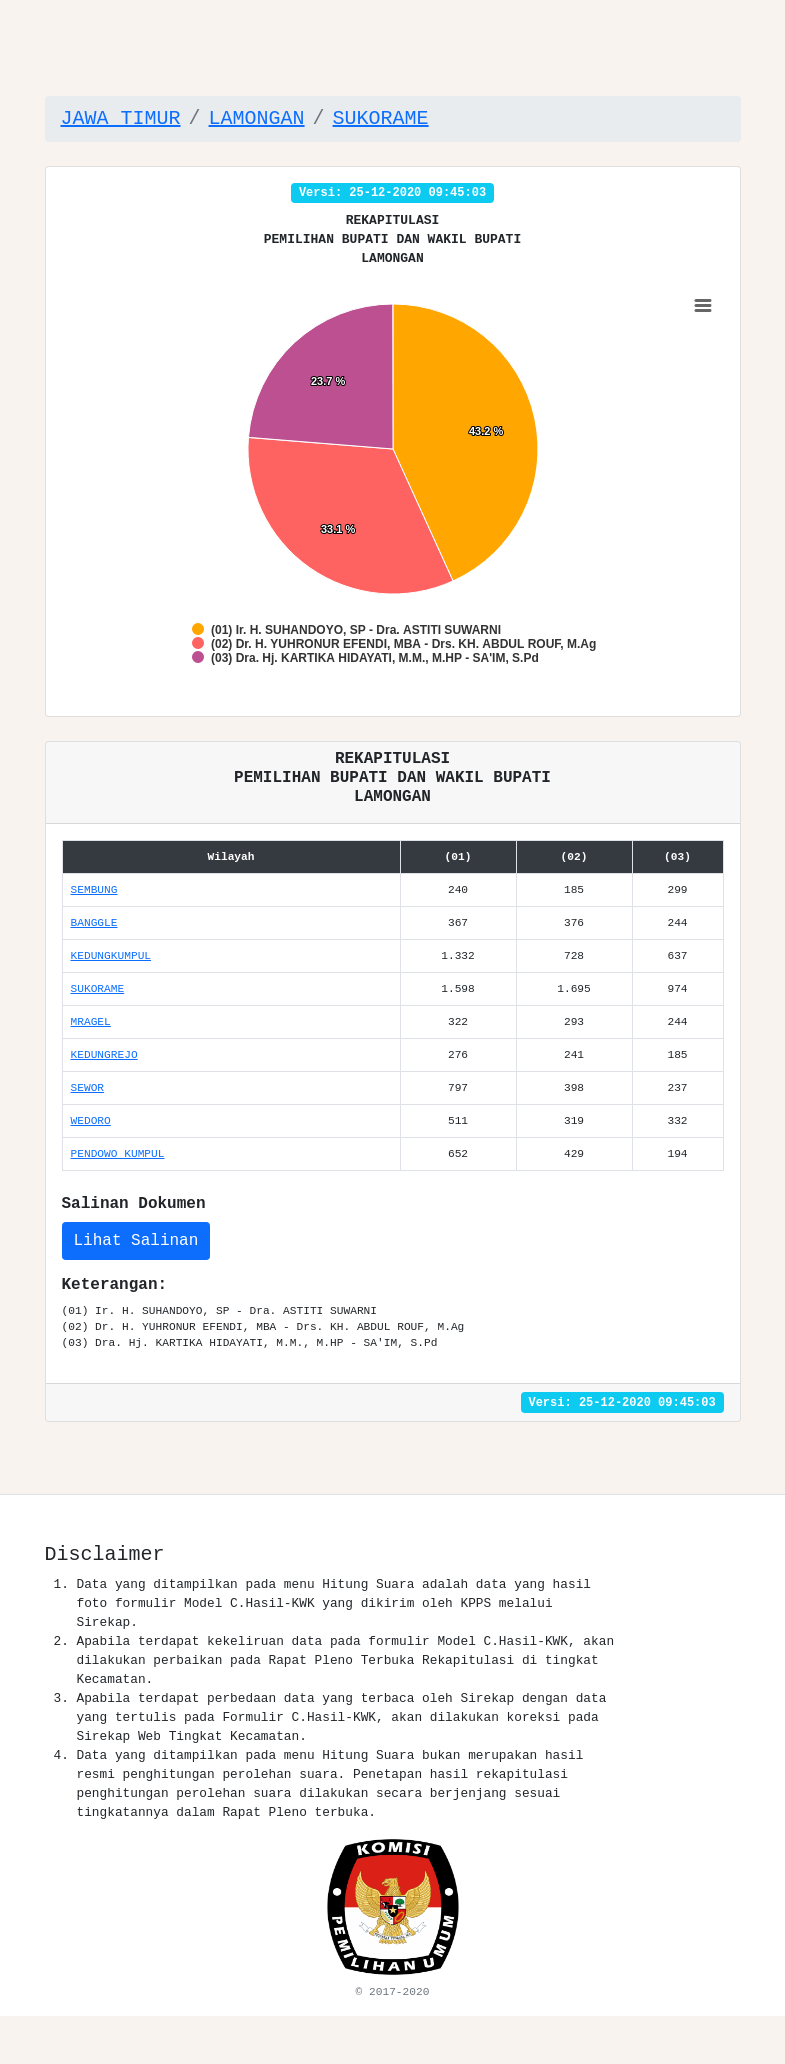 JAWA TIMUR / LAMONGAN / SUKORAME
Versi: 25-12-2020 09:45:03
REKAPITULASI
PEMILIHAN BUPATI DAN WAKIL BUPATI
LAMONGAN
23.7 %
43.2 %
33.1 %
(01) Ir. H. SUHANDOYO, SP - Dra. ASTITI SUWARNI
(02) Dr. H. YUHRONUR EFENDI, MBA - Drs. KH. ABDUL ROUF, M.Ag
(03) Dra. Hj. KARTIKA HIDAYATI, M.M., M.HP - SA'IM, S.Pd
REKAPITULASI
PEMILIHAN BUPATI DAN WAKIL BUPATI
LAMONGAN
Wilayah (01) (02) (03)
SEMBUNG 240 185 299
BANGGLE 367 376 244
KEDUNGKUMPUL 1.332 728 637
SUKORAME 1.598 1.695 974
MRAGEL 322 293 244
KEDUNGREJO 276 241 185
SEWOR 797 398 237
WEDORO 511 319 332
PENDOWO KUMPUL 652 429 194
Salinan Dokumen
Lihat Salinan
Keterangan:
(01) Ir. H. SUHANDOYO, SP - Dra. ASTITI SUWARNI
(02) Dr. H. YUHRONUR EFENDI, MBA - Drs. KH. ABDUL ROUF, M.Ag
(03) Dra. Hj. KARTIKA HIDAYATI, M.M., M.HP - SA'IM, S.Pd
Versi: 25-12-2020 09:45:03
Disclaimer
1. Data yang ditampilkan pada menu Hitung Suara adalah data yang hasil
foto formulir Model C.Hasil-KWK yang dikirim oleh KPPS melalui
Sirekap.
2. Apabila terdapat kekeliruan data pada formulir Model C.Hasil-KWK, akan
dilakukan perbaikan pada Rapat Pleno Terbuka Rekapitulasi di tingkat
Kecamatan.
3. Apabila terdapat perbedaan data yang terbaca oleh Sirekap dengan data
yang tertulis pada Formulir C.Hasil-KWK, akan dilakukan koreksi pada
Sirekap Web Tingkat Kecamatan.
4. Data yang ditampilkan pada menu Hitung Suara bukan merupakan hasil
resmi penghitungan perolehan suara. Penetapan hasil rekapitulasi
penghitungan perolehan suara dilakukan secara berjenjang sesuai
tingkatannya dalam Rapat Pleno terbuka.
KOMISI
PEMILIHAN UMUM
© 2017-2020